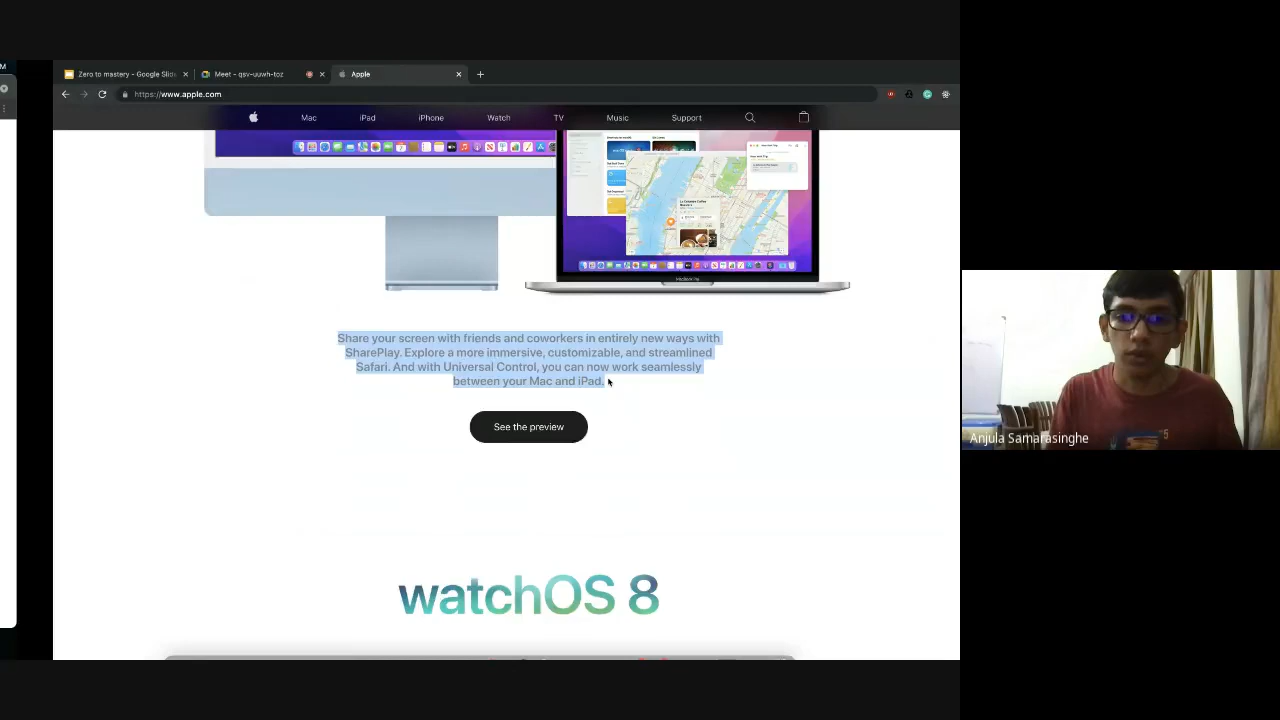 Zero to mastery - Google Slide
Meet - qsv-uuwh-toz
Apple
https://www.apple.com
Mac
iPad
iPhone
Watch
TV
Music
Support
MacBook Pro
Share your screen with friends and coworkers in entirely new ways with
SharePlay. Explore a more immersive, customizable, and streamlined
Safari. And with Universal Control, you can now work seamlessly
between your Mac and iPad.
See the preview
watchOS 8
Anjula Samarasinghe